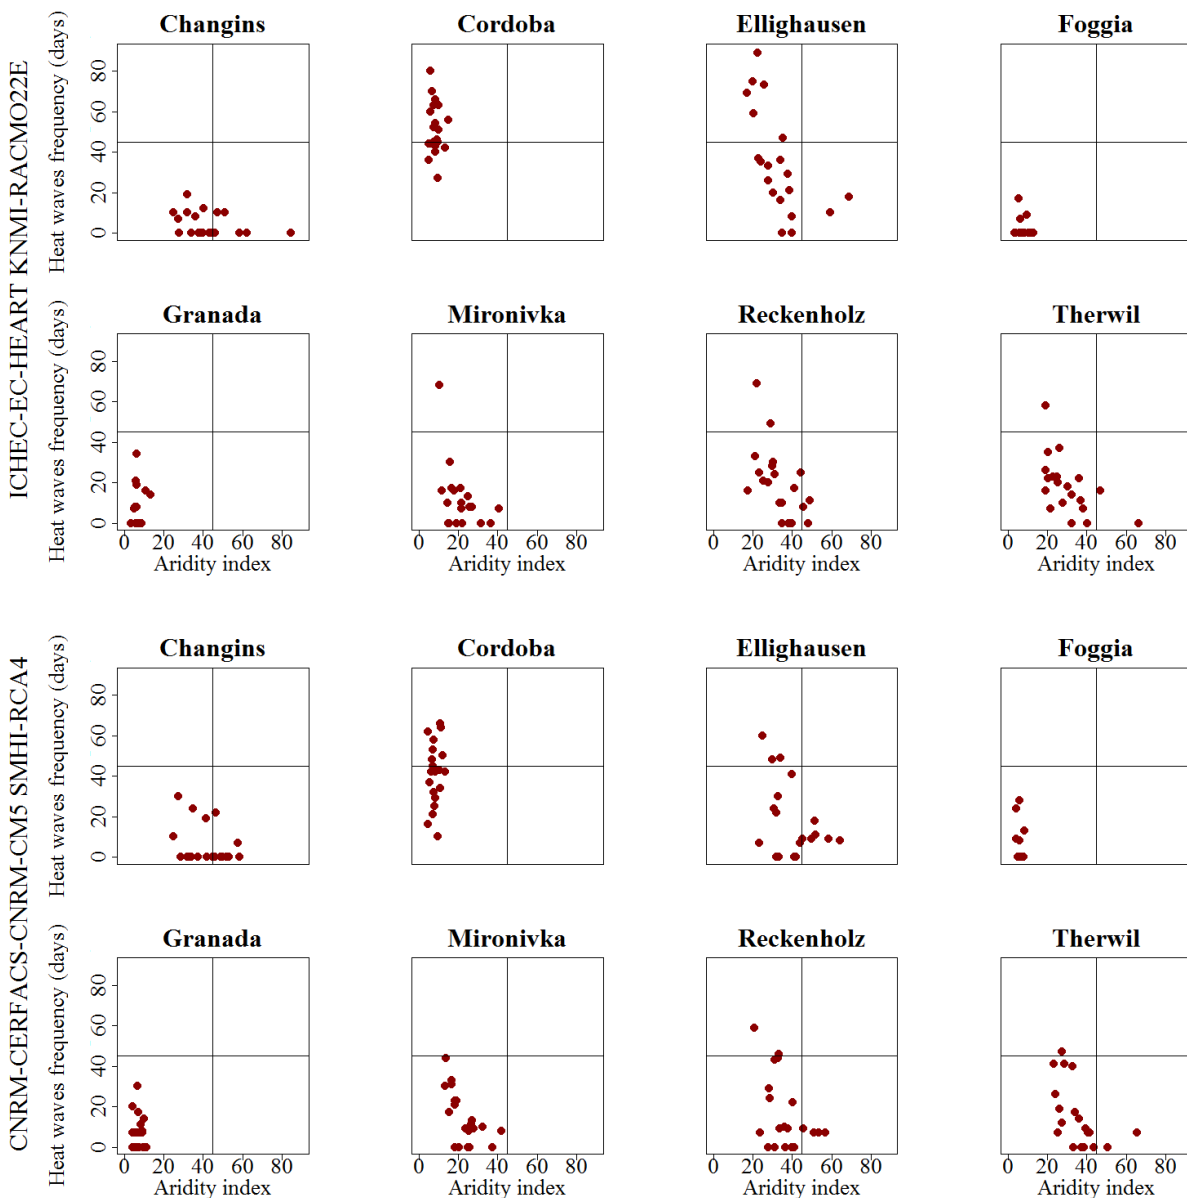 ICHEC-EC-HEART KNMI-RACMO22E
Changins Cordoba Ellighausen Foggia
Heat waves frequency (days)
80
60
40
20
0
Granada Mironivka Reckenholz Therwil
Heat waves frequency (days)
80
60
40
20
0
0 20 40 60 80 0 20 40 60 80 0 20 40 60 80 0 20 40 60 80
Aridity index Aridity index Aridity index Aridity index
CNRM-CERFACS-CNRM-CM5 SMHI-RCA4
Changins Cordoba Ellighausen Foggia
Heat waves frequency (days)
80
60
40
20
0
Granada Mironivka Reckenholz Therwil
Heat waves frequency (days)
80
60
40
20
0
0 20 40 60 80 0 20 40 60 80 0 20 40 60 80 0 20 40 60 80
Aridity index Aridity index Aridity index Aridity index